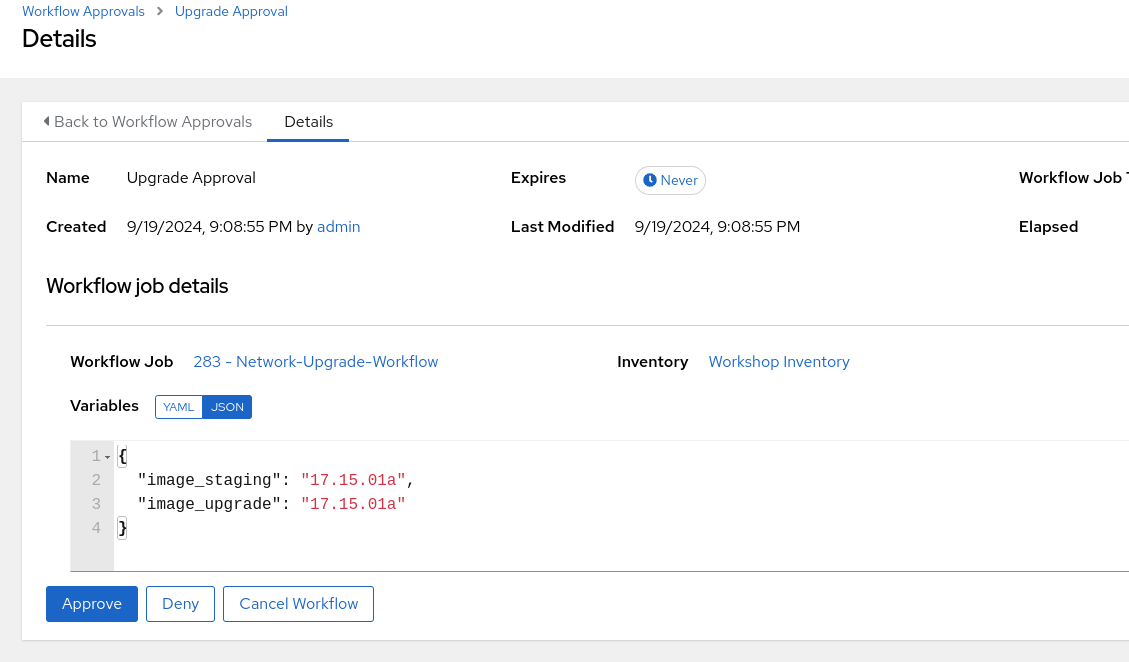 Workflow Approvals > Upgrade Approval
Details
Back to Workflow Approvals Details
Name Upgrade Approval Expires Never Workflow Job
Created 9/19/2024, 9:08:55 PM by admin Last Modified 9/19/2024, 9:08:55 PM Elapsed
Workflow job details
Workflow Job 283 - Network-Upgrade-Workflow Inventory Workshop Inventory
Variables YAML JSON
1 {
2 "image_staging": "17.15.01a",
3 "image_upgrade": "17.15.01a"
4 }
Approve Deny Cancel Workflow